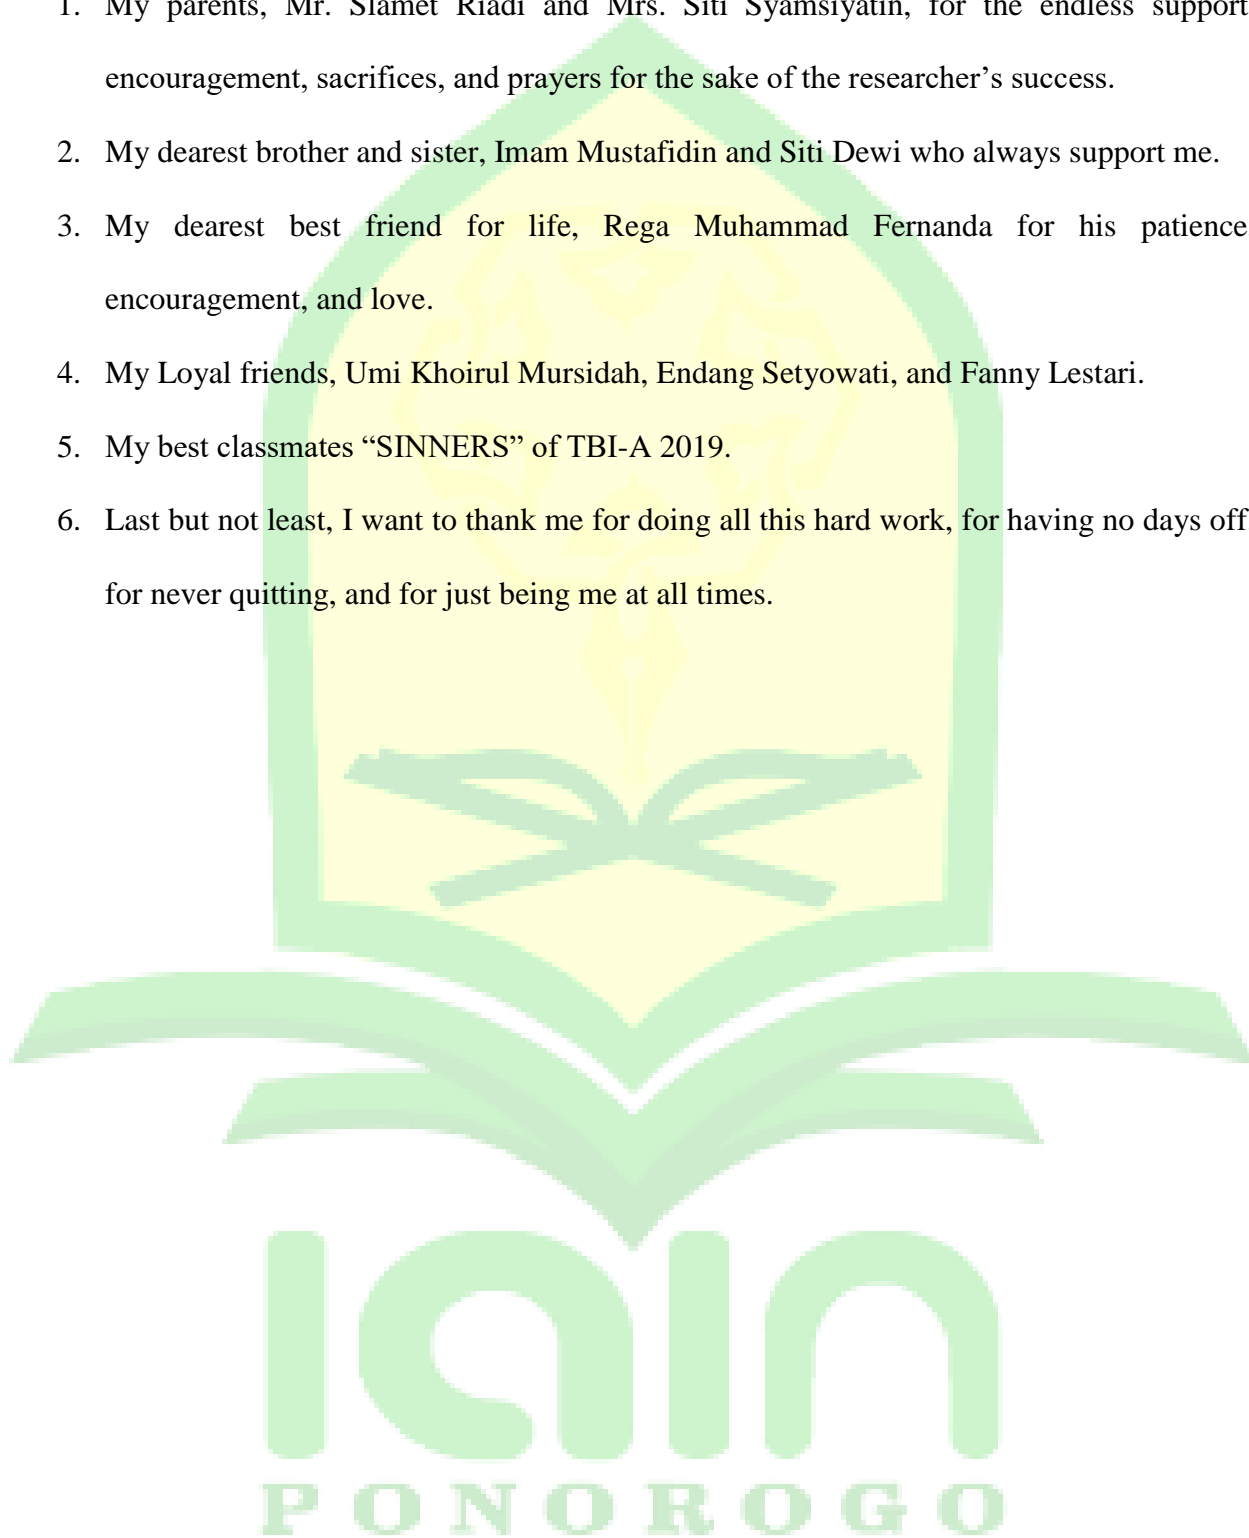 1. My parents, Mr. Slamet Riadi and Mrs. Siti Syamsiyatin, for the endless support
encouragement, sacrifices, and prayers for the sake of the researcher’s success.
2. My dearest brother and sister, Imam Mustafidin and Siti Dewi who always support me.
3. My dearest best friend for life, Rega Muhammad Fernanda for his patience
encouragement, and love.
4. My Loyal friends, Umi Khoirul Mursidah, Endang Setyowati, and Fanny Lestari.
5. My best classmates “SINNERS” of TBI-A 2019.
6. Last but not least, I want to thank me for doing all this hard work, for having no days off
for never quitting, and for just being me at all times.
iain
PONOROGO